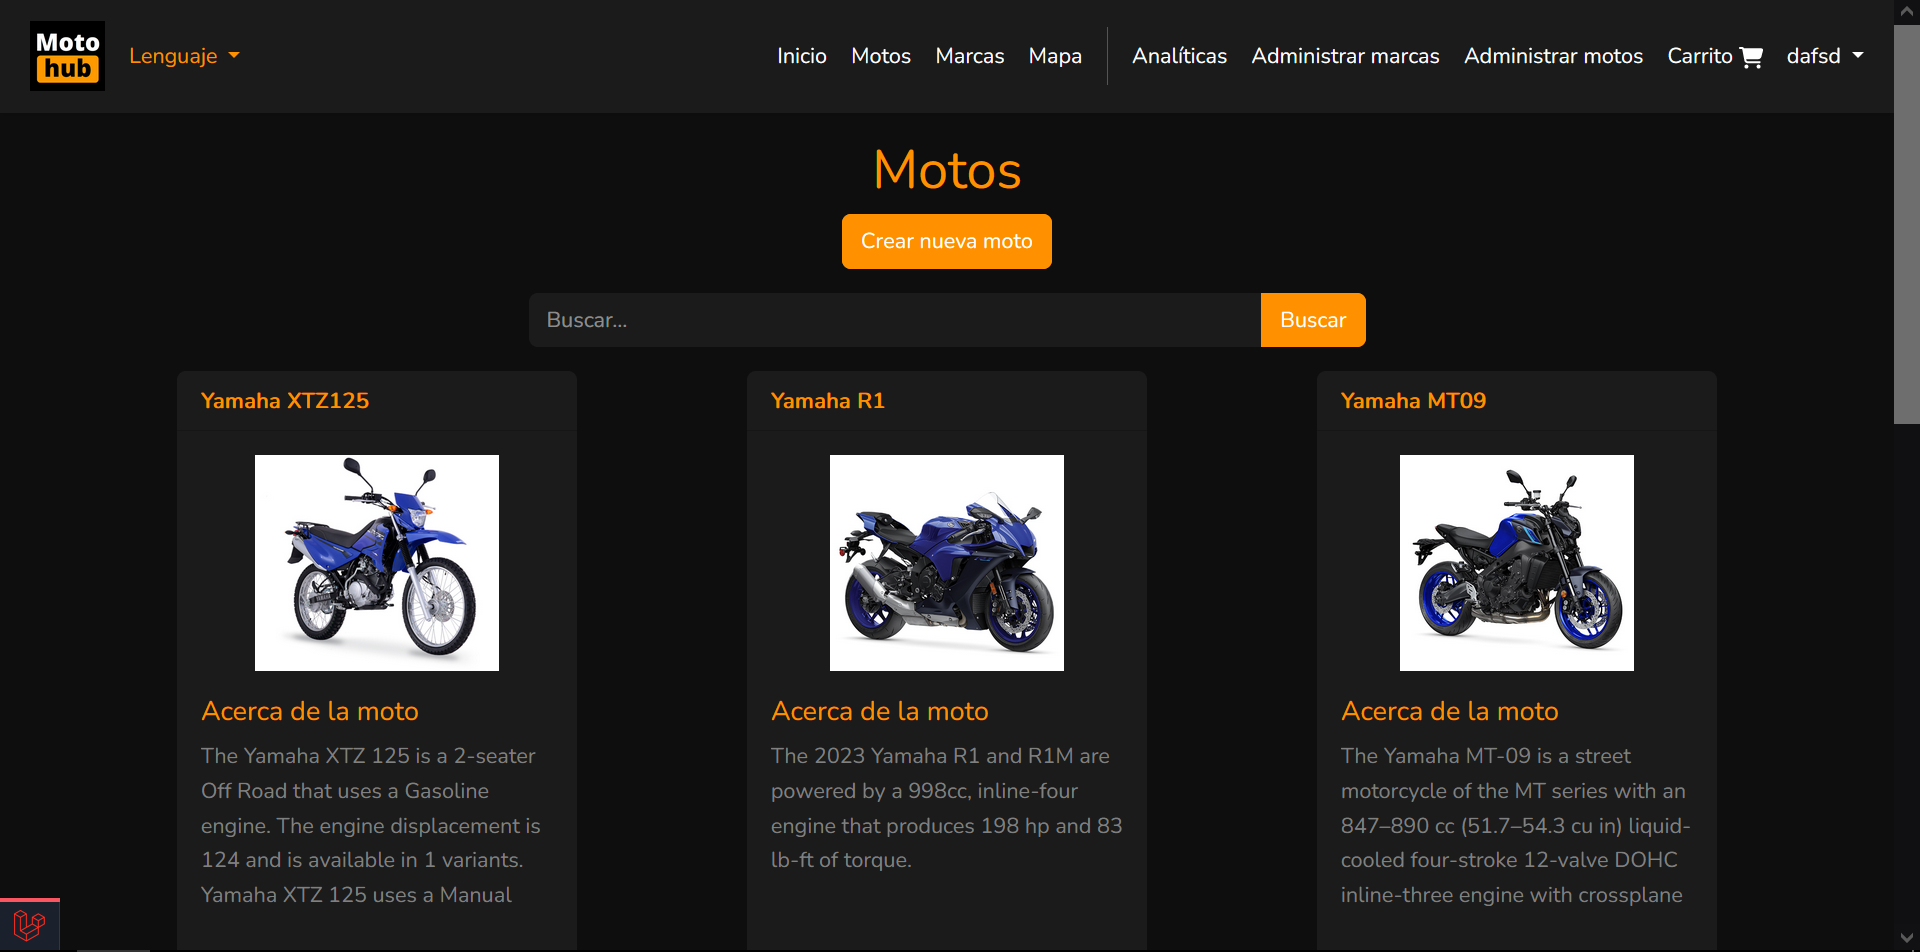 Moto
hub
Lenguaje
Inicio Motos Marcas Mapa Analíticas Administrar marcas Administrar motos Carrito dafsd
Motos
Crear nueva moto
Buscar...
Buscar
Yamaha XTZ125
Acerca de la moto
The Yamaha XTZ 125 is a 2-seater
Off Road that uses a Gasoline
engine. The engine displacement is
124 and is available in 1 variants.
Yamaha XTZ 125 uses a Manual
Yamaha R1
Acerca de la moto
The 2023 Yamaha R1 and R1M are
powered by a 998cc, inline-four
engine that produces 198 hp and 83
lb-ft of torque.
Yamaha MT09
Acerca de la moto
The Yamaha MT-09 is a street
motorcycle of the MT series with an
847–890 cc (51.7–54.3 cu in) liquid-
cooled four-stroke 12-valve DOHC
inline-three engine with crossplane